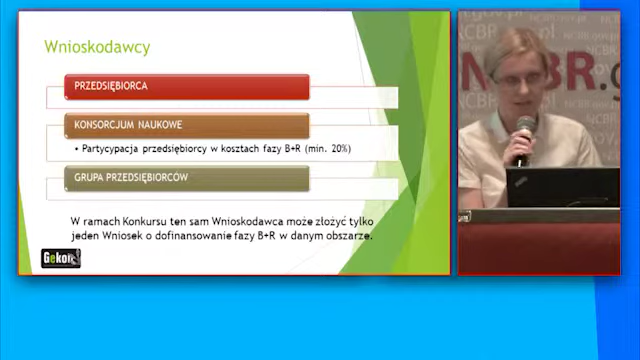 Wnioskodawcy
PRZEDSIĘBIORCA
KONSORCJUM NAUKOWE
• Partycypacja przedsiębiorcy w kosztach fazy B+R (min. 20%)
GRUPA PRZEDSIĘBIORCÓW
W ramach Konkursu ten sam Wnioskodawca może złożyć tylko
jeden Wniosek o dofinansowanie fazy B+R w danym obszarze.
Gekon
NCBR